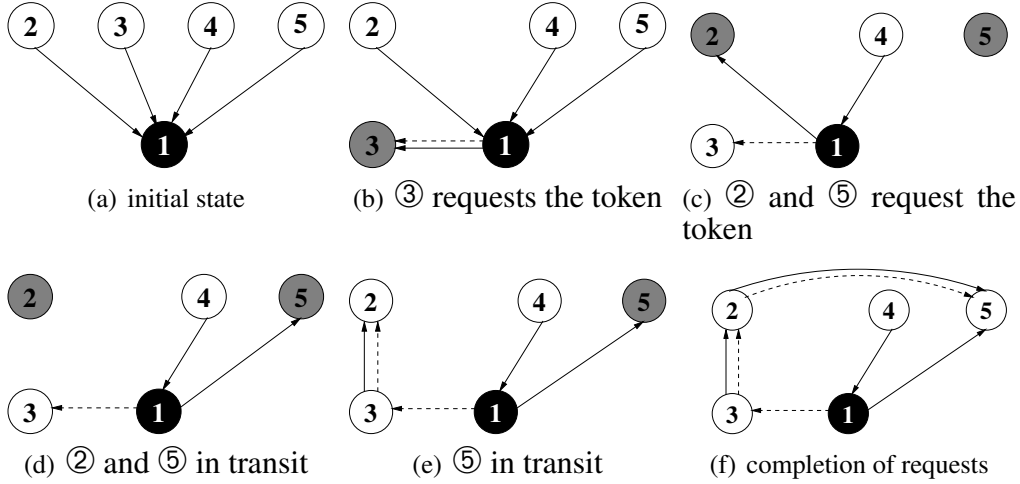 2 3 4 5
1
(a) initial state
2 4 5
3 1
(b) ③ requests the token
2 4 5
3 1
(c) ② and ⑤ request the
token
2 4 5
3 1
(d) ② and ⑤ in transit
2 4 5
3 1
(e) ⑤ in transit
2 4 5
3 1
(f) completion of requests